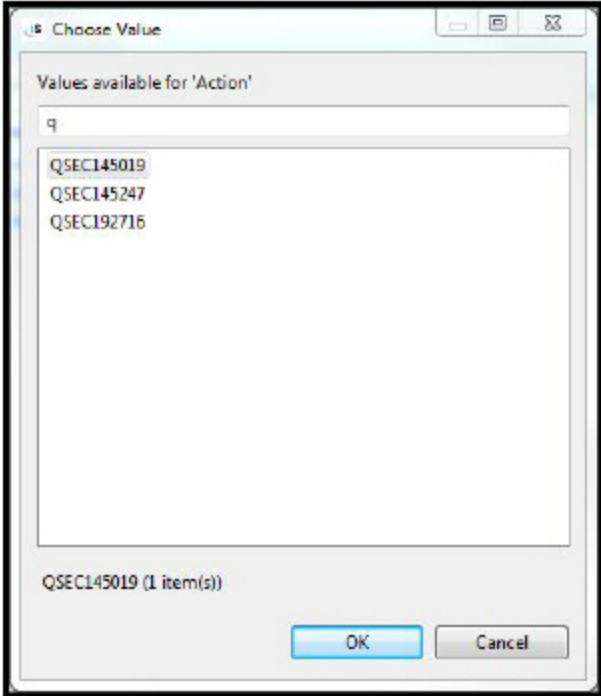 Choose Value
Values available for 'Action'
q
QSEC145019
QSEC145247
QSEC192716
QSEC145019 (1 item(s))
OK Cancel